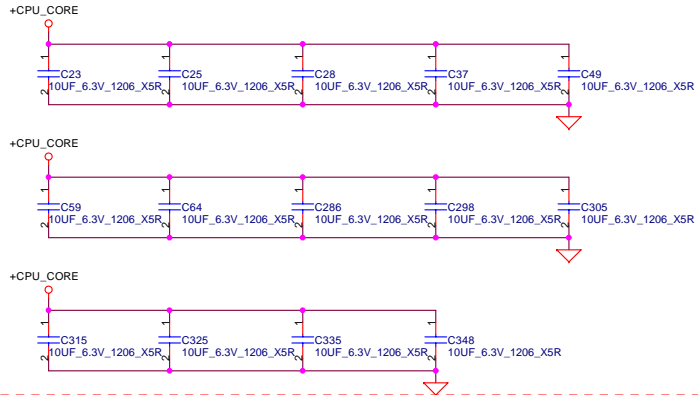 +CPU_CORE
1 1 1 1 1
C23 C25 C28 C37 C49
2 10UF_6.3V_1206_X5R 2 10UF_6.3V_1206_X5R 2 10UF_6.3V_1206_X5R 2 10UF_6.3V_1206_X5R 2 10UF_6.3V_1206_X5R
+CPU_CORE
1 1 1 1 1
C59 C64 C286 C298 C305
2 10UF_6.3V_1206_X5R 2 10UF_6.3V_1206_X5R 2 10UF_6.3V_1206_X5R 2 10UF_6.3V_1206_X5R 2 10UF_6.3V_1206_X5R
+CPU_CORE
1 1 1 1
C315 C325 C335 C348
2 10UF_6.3V_1206_X5R 2 10UF_6.3V_1206_X5R 2 10UF_6.3V_1206_X5R 2 10UF_6.3V_1206_X5R